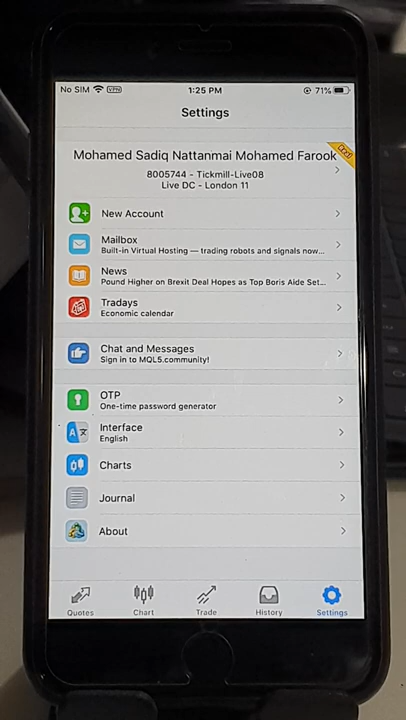 No SIM VPN 1:25 PM 71%
Settings
Mohamed Sadiq Nattanmai Mohamed Farook
8005744 - Tickmill-Live08
Live DC - London 11
New Account
Mailbox
Built-in Virtual Hosting — trading robots and signals now...
News
Pound Higher on Brexit Deal Hopes as Top Boris Aide Set...
Tradays
Economic calendar
Chat and Messages
Sign in to MQL5.community!
OTP
One-time password generator
Interface
English
Charts
Journal
About
Quotes Chart Trade History Settings